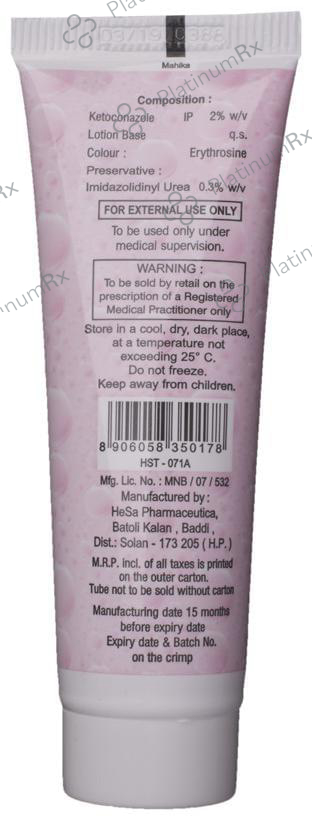 Mahika
Composition :
Ketoconazole IP 2% w/v
Lotion Base q.s.
Colour : Erythrosine
Preservative :
Imidazolidinyl Urea 0.3% w/v
FOR EXTERNAL USE ONLY
To be used only under
medical supervision.
WARNING :
To be sold by retail on the
prescription of a Registered
Medical Practitioner only
Store in a cool, dry, dark place,
at a temperature not
exceeding 25° C.
Do not freeze.
Keep away from children.
8 906058 350178
HST - 071A
Mfg. Lic. No. : MNB / 07 / 532
Manufactured by :
HeSa Pharmaceutica,
Batoli Kalan , Baddi ,
Dist.: Solan - 173 205 ( H.P. )
M.R.P. incl. of all taxes is printed
on the outer carton.
Tube not to be sold without carton
Manufacturing date 15 months
before expiry date
Expiry date & Batch No.
on the crimp
PlatinumRx
PlatinumRx
PlatinumRx